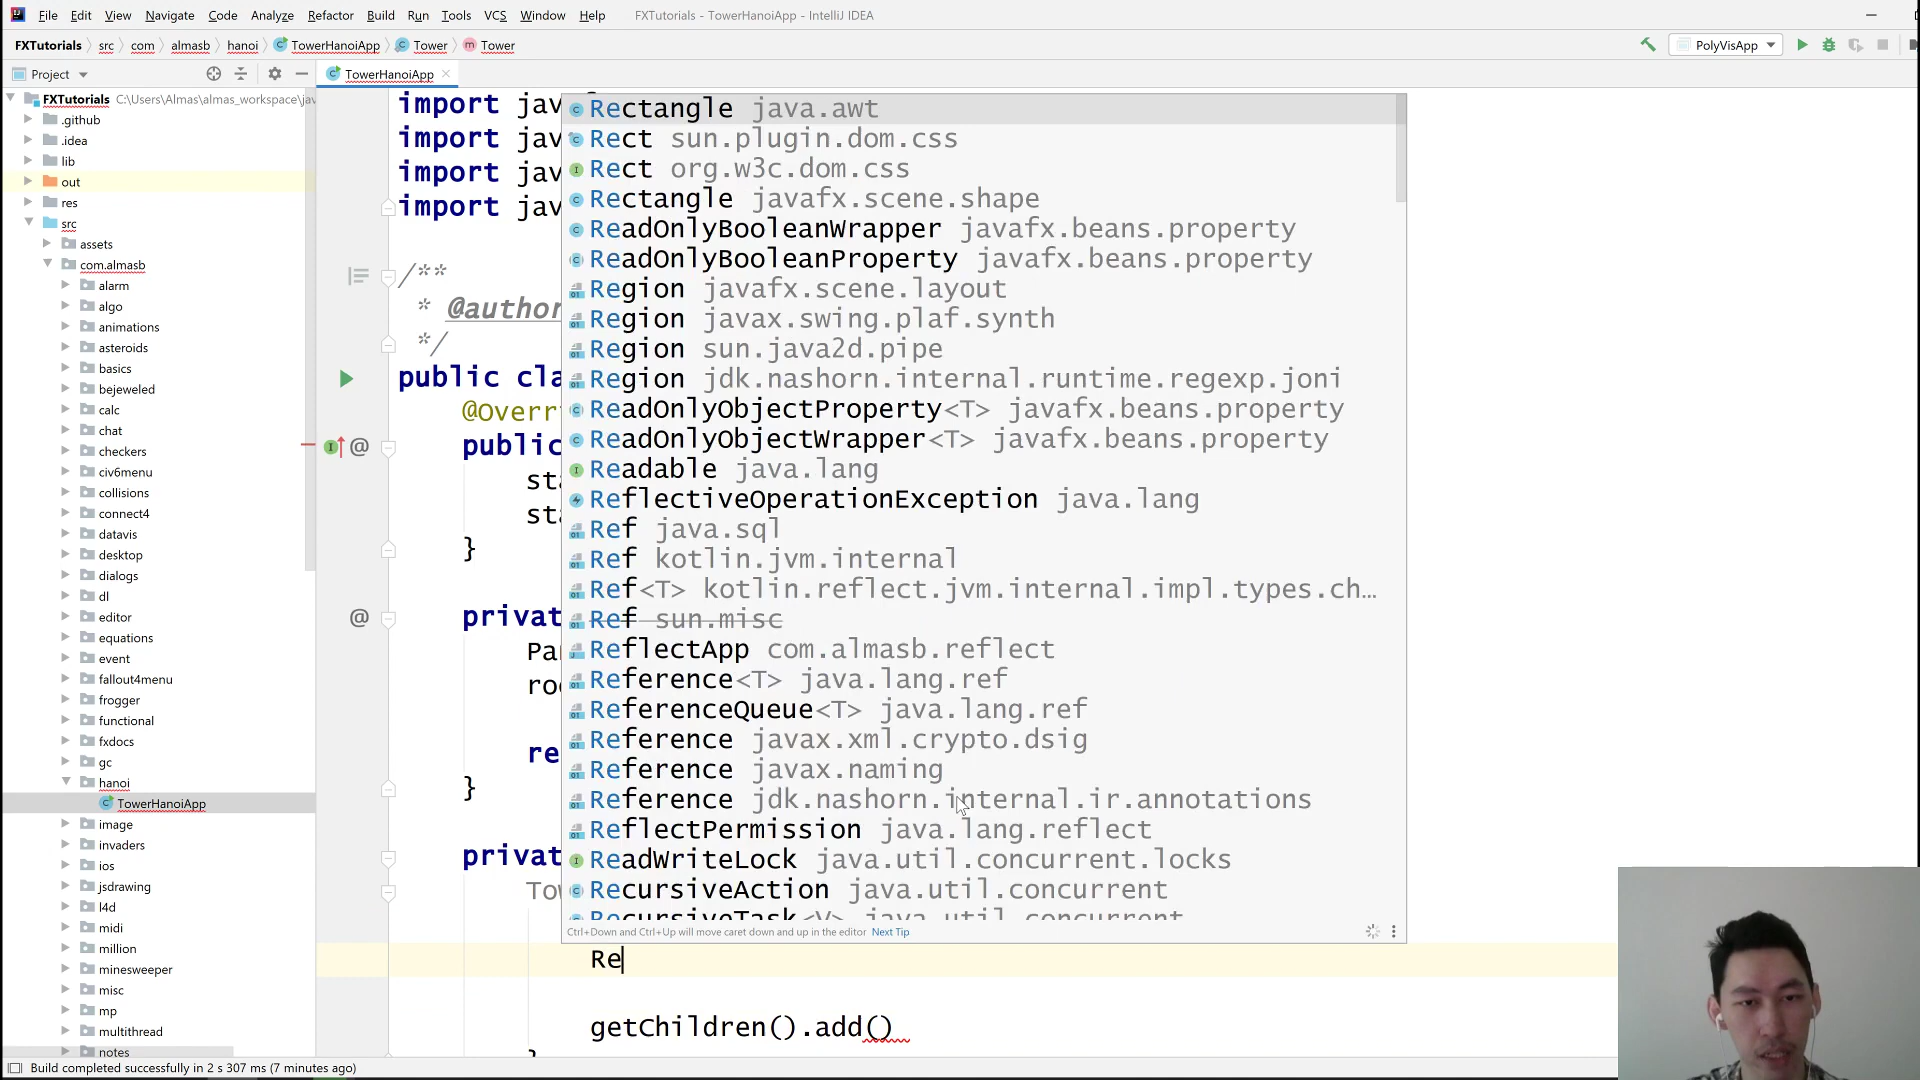 File Edit View Navigate Code Analyze Refactor Build Run Tools VCS Window Help FXTutorials - TowerHanoiApp - IntelliJ IDEA
FXTutorials src com almasb hanoi TowerHanoiApp Tower Tower PolyVisApp
Project TowerHanoiApp
FXTutorials C:\Users\Almas\almas_workspace\jav
.github
.idea
lib
out
res
src
assets
com.almasb
alarm
algo
animations
asteroids
basics
bejeweled
calc
chat
checkers
civ6menu
collisions
connect4
datavis
desktop
dialogs
dl
editor
equations
event
fallout4menu
frogger
functional
fxdocs
gc
hanoi
TowerHanoiApp
image
invaders
ios
jsdrawing
l4d
midi
million
minesweeper
misc
mp
multithread
notes
import jav
import jav
import jav
import jav
/**
* @author
*/
public cla
@Overri
public
sta
sta
}
privat
Pa
roo
re
}
privat
Tow
Re
getChildren().add()
}
Rectangle java.awt
Rect sun.plugin.dom.css
Rect org.w3c.dom.css
Rectangle javafx.scene.shape
ReadOnlyBooleanWrapper javafx.beans.property
ReadOnlyBooleanProperty javafx.beans.property
Region javafx.scene.layout
Region javax.swing.plaf.synth
Region sun.java2d.pipe
Region jdk.nashorn.internal.runtime.regexp.joni
ReadOnlyObjectProperty<T> javafx.beans.property
ReadOnlyObjectWrapper<T> javafx.beans.property
Readable java.lang
ReflectiveOperationException java.lang
Ref java.sql
Ref kotlin.jvm.internal
Ref<T> kotlin.reflect.jvm.internal.impl.types.ch…
Ref sun.misc
ReflectApp com.almasb.reflect
Reference<T> java.lang.ref
ReferenceQueue<T> java.lang.ref
Reference javax.xml.crypto.dsig
Reference javax.naming
Reference jdk.nashorn.internal.ir.annotations
ReflectPermission java.lang.reflect
ReadWriteLock java.util.concurrent.locks
RecursiveAction java.util.concurrent
RecursiveTask<V> java.util.concurrent
Ctrl+Down and Ctrl+Up will move caret down and up in the editor Next Tip
Build completed successfully in 2 s 307 ms (7 minutes ago)